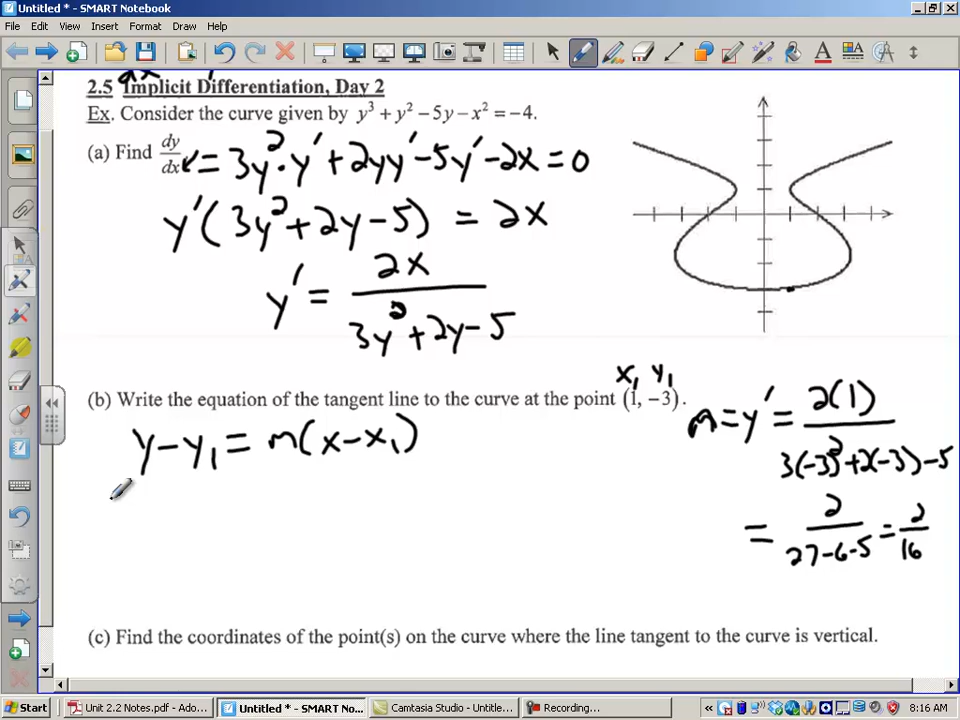 Untitled * - SMART Notebook
File Edit View Insert Format Draw Help
2.5 Implicit Differentiation, Day 2
Ex. Consider the curve given by y³ + y² – 5y – x² = –4.
(a) Find dy/dx = 3y²·y' + 2yy' – 5y' – 2x = 0
y'(3y² + 2y – 5) = 2x
y' = 2x / 3y² + 2y – 5
x₁ y₁
(b) Write the equation of the tangent line to the curve at the point (1, –3).
m = y' = 2(1) / 3(-3)² + 2(-3) – 5
y – y₁ = m(x – x₁)
= 2 / 27-6-5 = 2/16
(c) Find the coordinates of the point(s) on the curve where the line tangent to the curve is vertical.
Start Unit 2.2 Notes.pdf - Ado... Untitled * - SMART No... Camtasia Studio - Untitle... Recording... « 8:16 AM